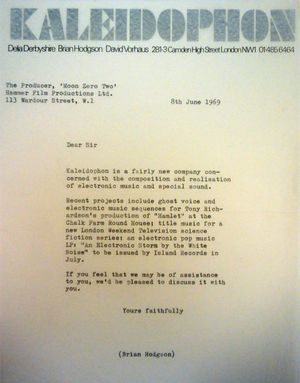 KALEIDOPHON
Delia Derbyshire Brian Hodgson David Vorhaus 281-3 Camden High Street London NW1 01 485 6464
The Producer, 'Moon Zero Two'
Hammer Film Productions Ltd.
113 Wardour Street, W.1
8th June 1969
Dear Sir
Kaleidophon is a fairly new company con-
cerned with the composition and realisation
of electronic music and special sound.
Recent projects include ghost voice and
electronic music sequences for Tony Rich-
ardson's production of "Hamlet" at the
Chalk Farm Round House; title music for
a new London Weekend Television science
fiction series; an electronic pop music
LP: "An Electronic Storm by the White
Noise" to be issued by Island Records in
July.
If you feel that we may be of assistance
to you, we'd be pleased to discuss it with
you.
Yours faithfully
(Brian Hodgson)